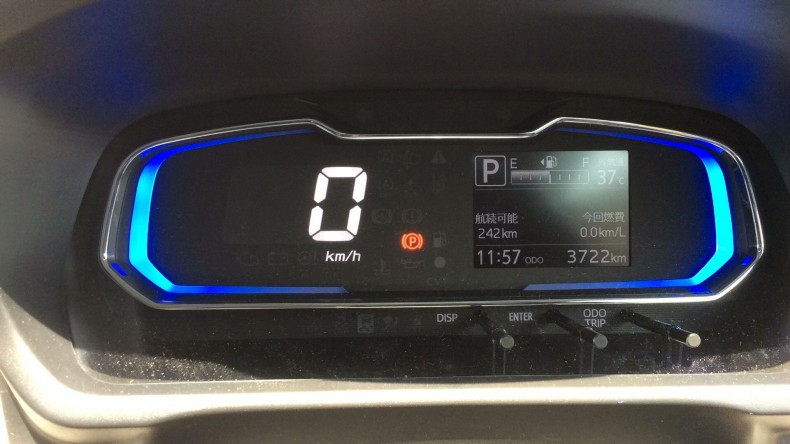 0
km/h
P
P
E F
37℃
航続可能 今回燃費
242km 0.0km/L
11:57 ODO 3722km
DISP ENTER ODO TRIP